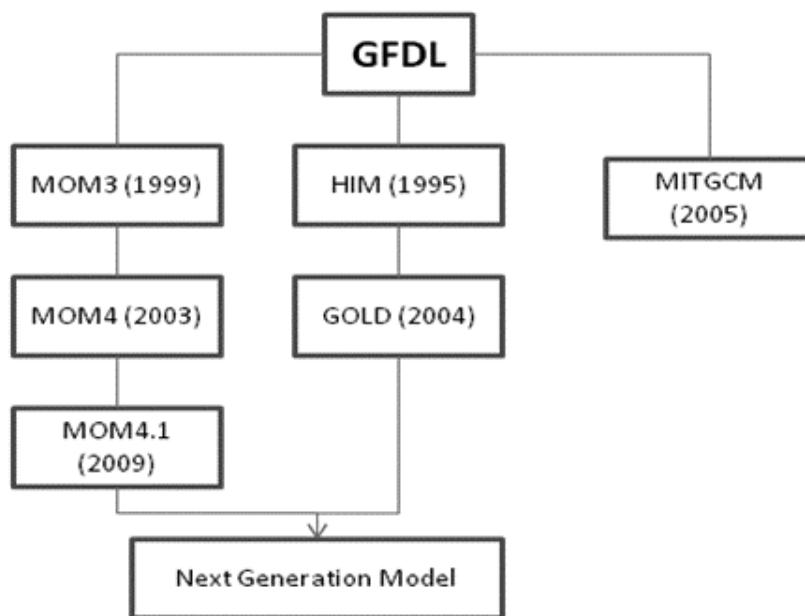 GFDL
MOM3 (1999)
HIM (1995)
MITGCM
(2005)
MOM4 (2003)
GOLD (2004)
MOM4.1
(2009)
Next Generation Model